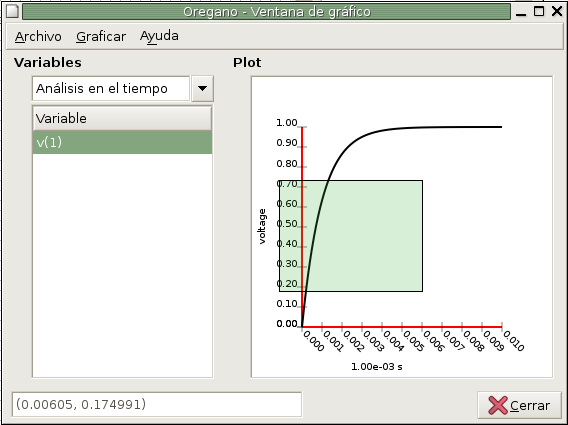 Oregano - Ventana de gráfico
Archivo Graficar Ayuda
Variables
Análisis en el tiempo
Variable
v(1)
Plot
1.00
0.90
0.80
0.70
0.60
0.50
0.40
0.30
0.20
0.10
0.00
voltage
0.000 0.001 0.002 0.003 0.004 0.005 0.006 0.007 0.008 0.009 0.010
1.00e-03 s
(0.00605, 0.174991)
Cerrar